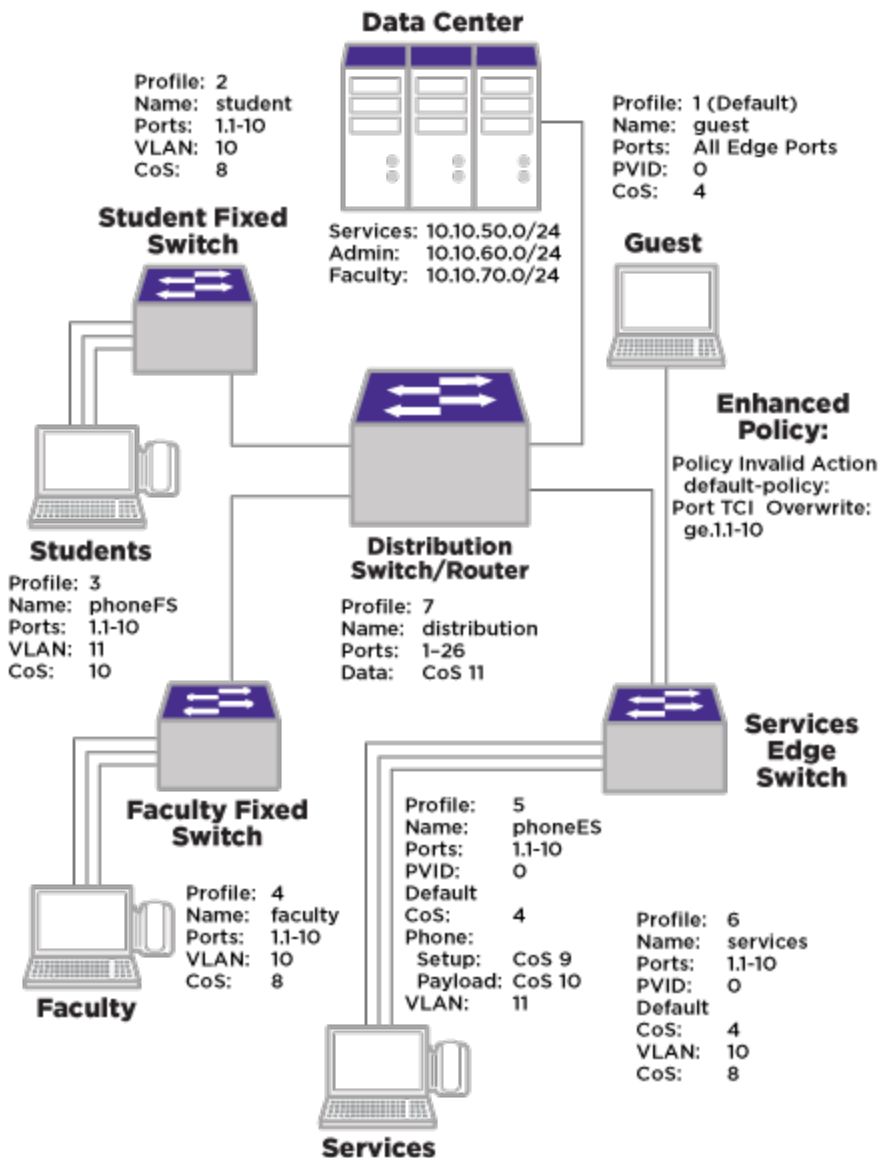 Data Center
Profile: 2
Name: student
Ports: 1.1-10
VLAN: 10
CoS: 8
Profile: 1 (Default)
Name: guest
Ports: All Edge Ports
PVID: 0
CoS: 4
Student Fixed
Switch
Services: 10.10.50.0/24
Admin: 10.10.60.0/24
Faculty: 10.10.70.0/24
Guest
Enhanced
Policy:
Policy Invalid Action
default-policy:
Port TCI Overwrite:
ge.1.1-10
Students
Profile: 3
Name: phoneFS
Ports: 1.1-10
VLAN: 11
CoS: 10
Distribution
Switch/Router
Profile: 7
Name: distribution
Ports: 1-26
Data: CoS 11
Services
Edge
Switch
Faculty Fixed
Switch
Profile: 4
Name: faculty
Ports: 1.1-10
VLAN: 10
CoS: 8
Faculty
Profile: 5
Name: phoneES
Ports: 1.1-10
PVID: 0
Default
CoS: 4
Phone:
Setup: CoS 9
Payload: CoS 10
VLAN: 11
Profile: 6
Name: services
Ports: 1.1-10
PVID: 0
Default
CoS: 4
VLAN: 10
CoS: 8
Services